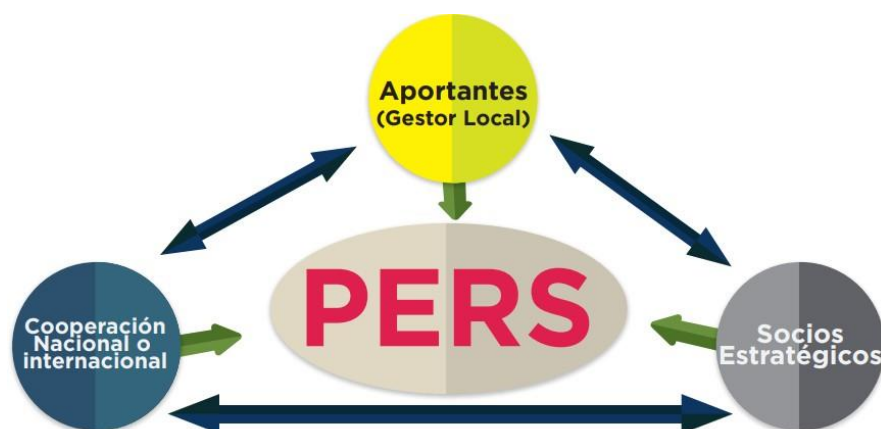 Aportantes
(Gestor Local)
PERS
Cooperación
Nacional o
internacional
Socios
Estratégicos